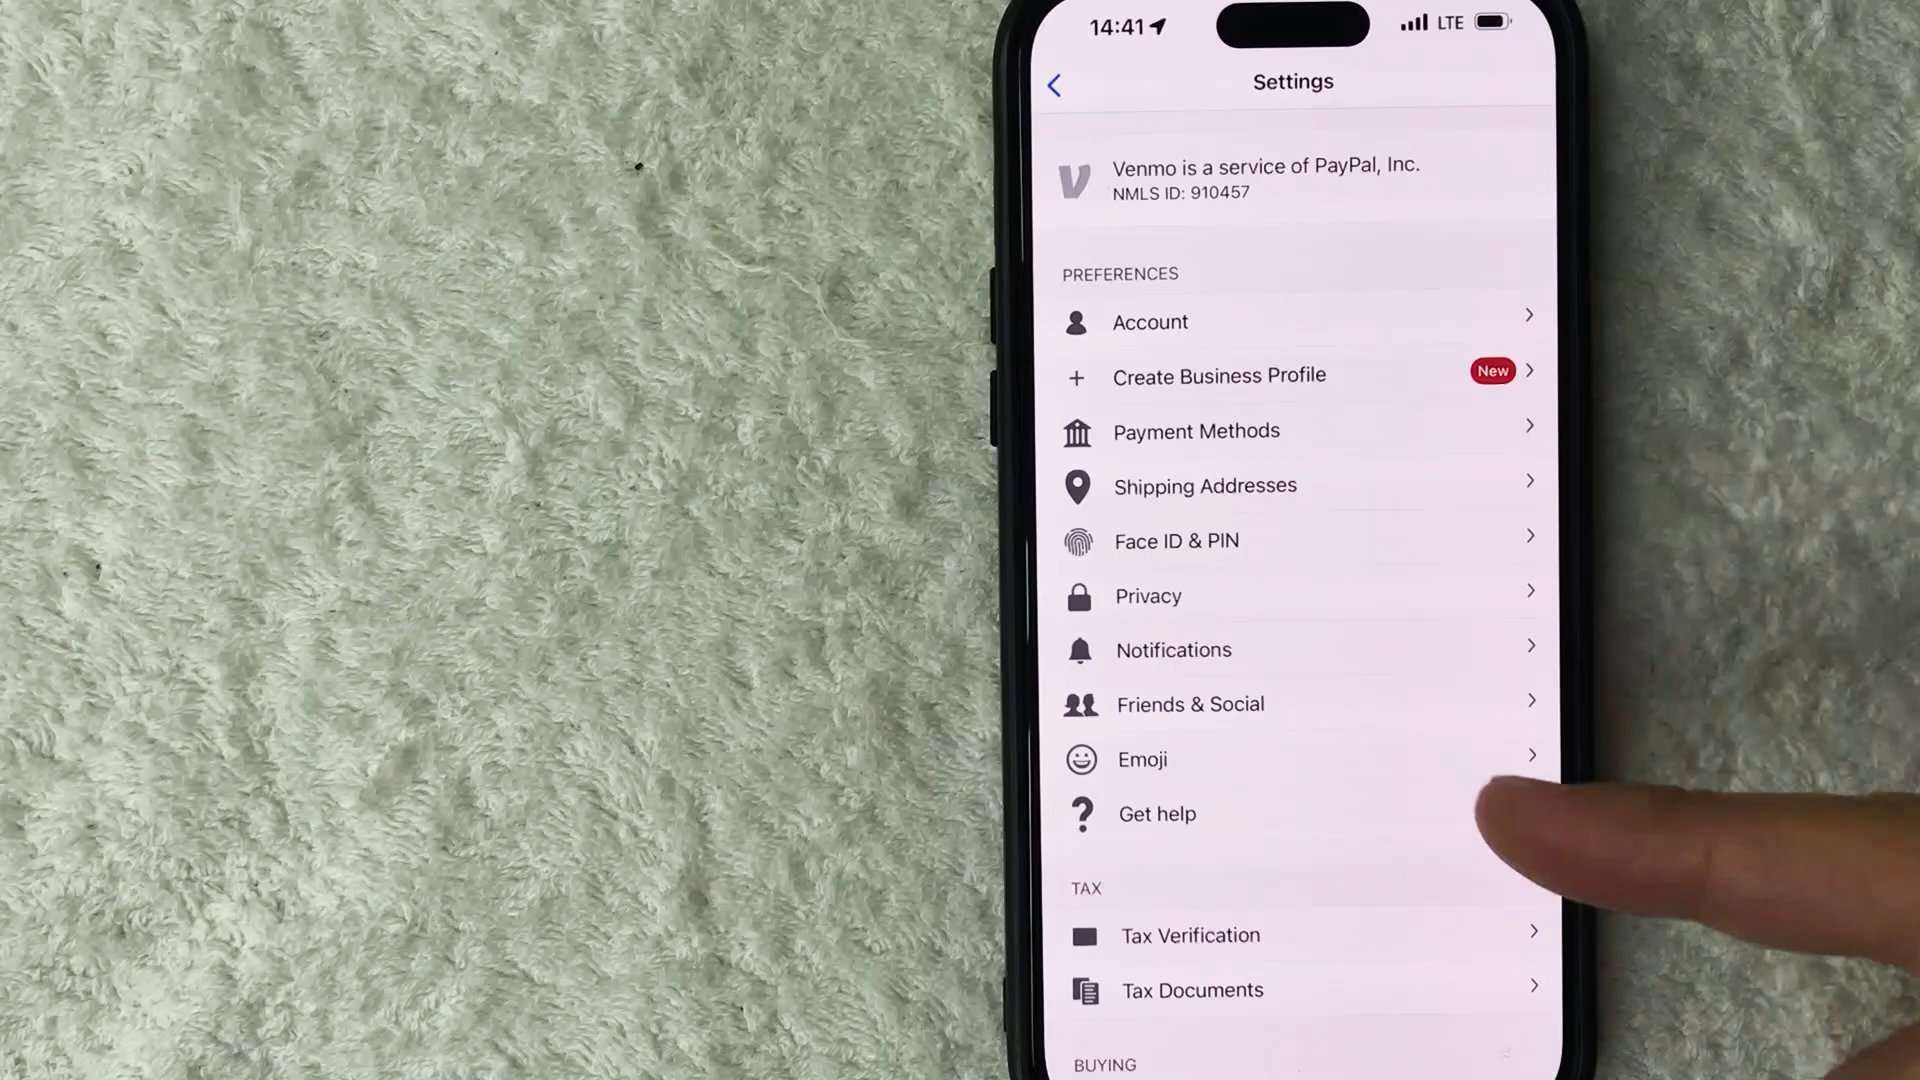 14:41
LTE
Settings
Venmo is a service of PayPal, Inc.
NMLS ID: 910457
PREFERENCES
Account
Create Business Profile
New
Payment Methods
Shipping Addresses
Face ID & PIN
Privacy
Notifications
Friends & Social
Emoji
Get help
TAX
Tax Verification
Tax Documents
BUYING